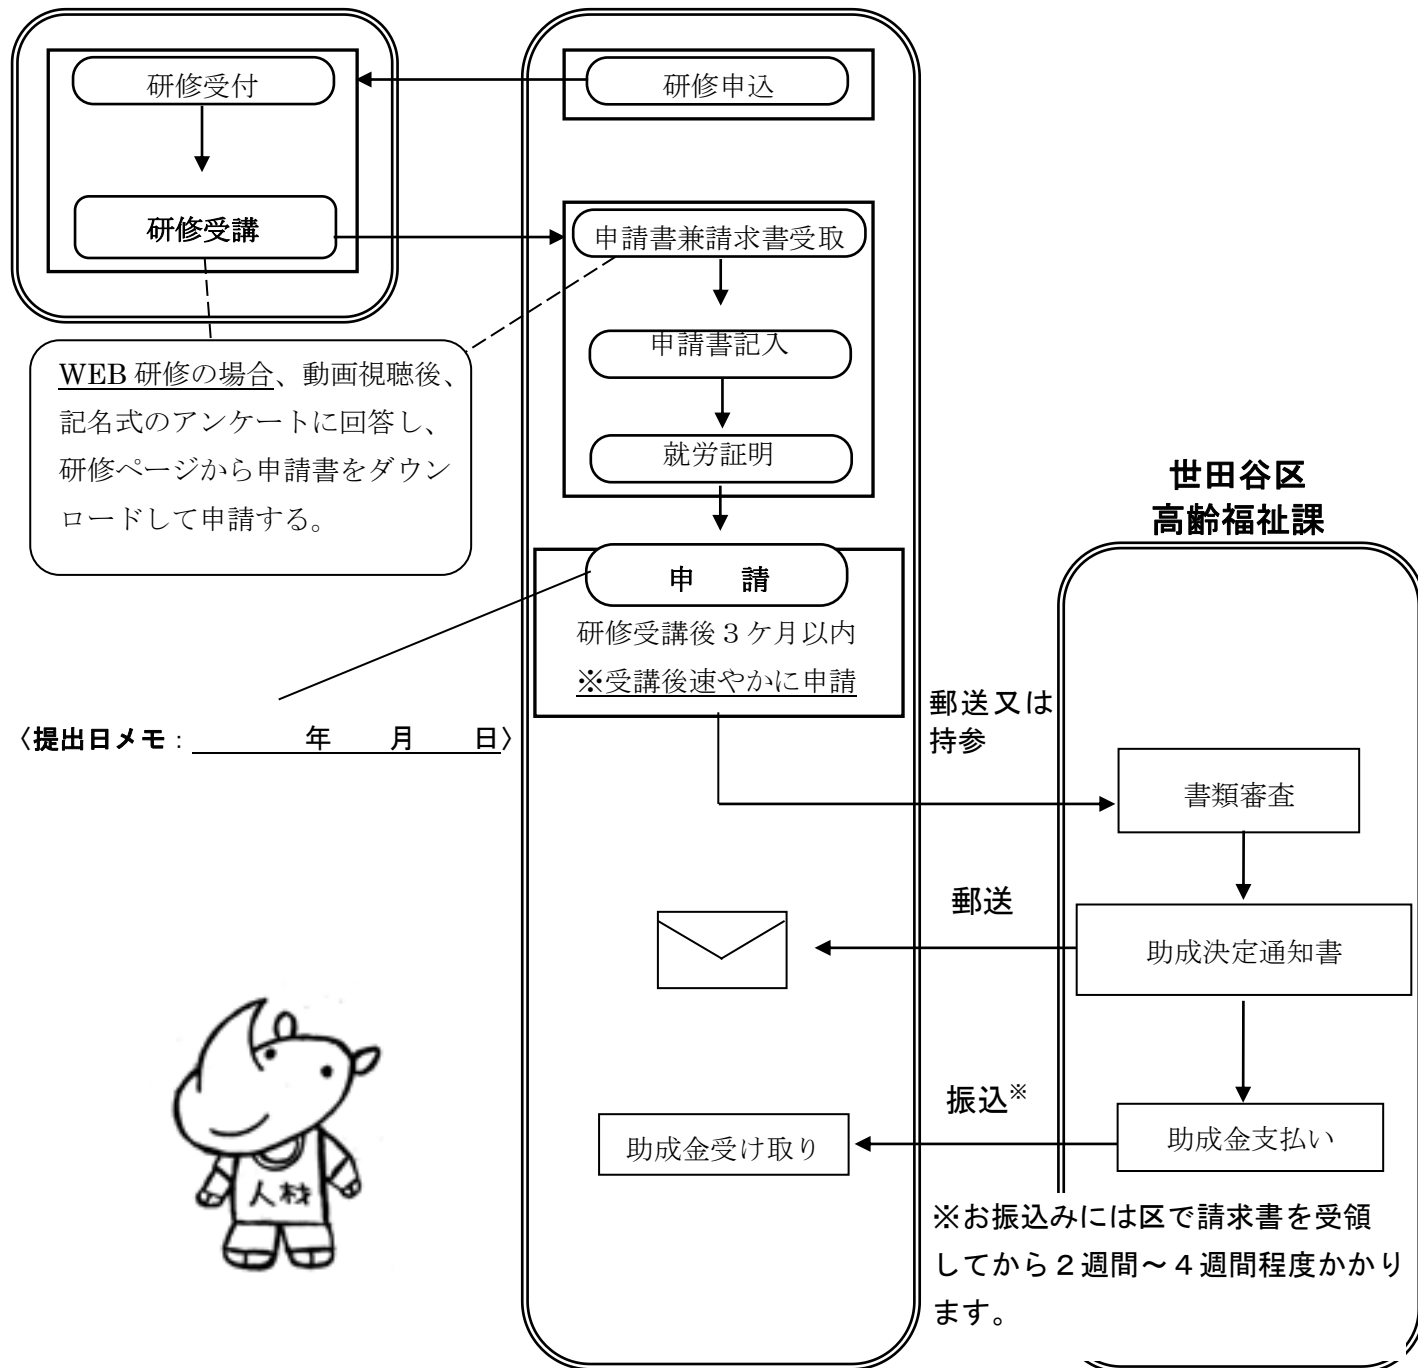 研修受付
研修申込
研修受講
申請書兼請求書受取
申請書記入
就労証明
WEB 研修の場合、動画視聴後、
記名式のアンケートに回答し、
研修ページから申請書をダウン
ロードして申請する。
世田谷区
高齢福祉課
申　請
研修受講後３ケ月以内
※受講後速やかに申請
〈提出日メモ：　　　年　　月　　日〉
郵送又は
持参
書類審査
郵送
助成決定通知書
振込※
助成金受け取り
助成金支払い
人材
※お振込みには区で請求書を受領
してから２週間～４週間程度かかり
ます。